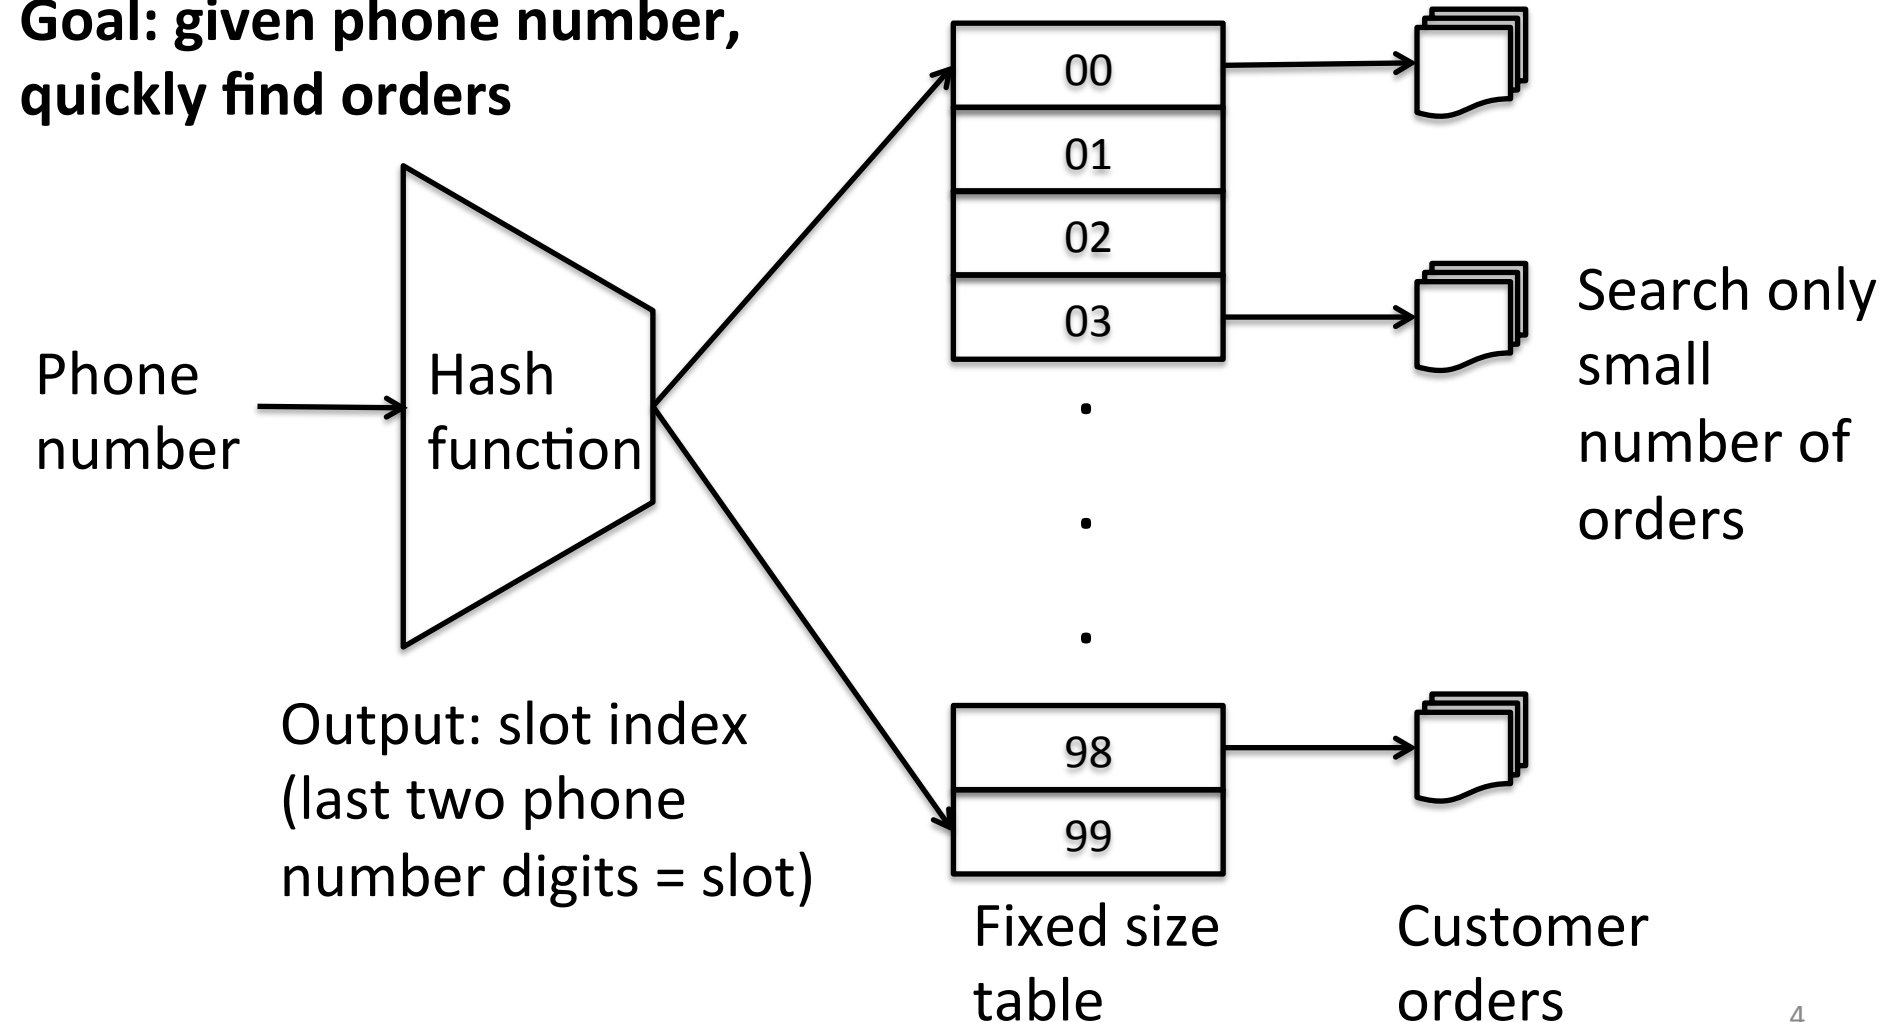 Goal: given phone number,
quickly find orders
Phone
number
Hash
function
Output: slot index
(last two phone
number digits = slot)
00
01
02
03
.
.
.
98
99
Fixed size
table
Customer
orders
Search only
small
number of
orders
4